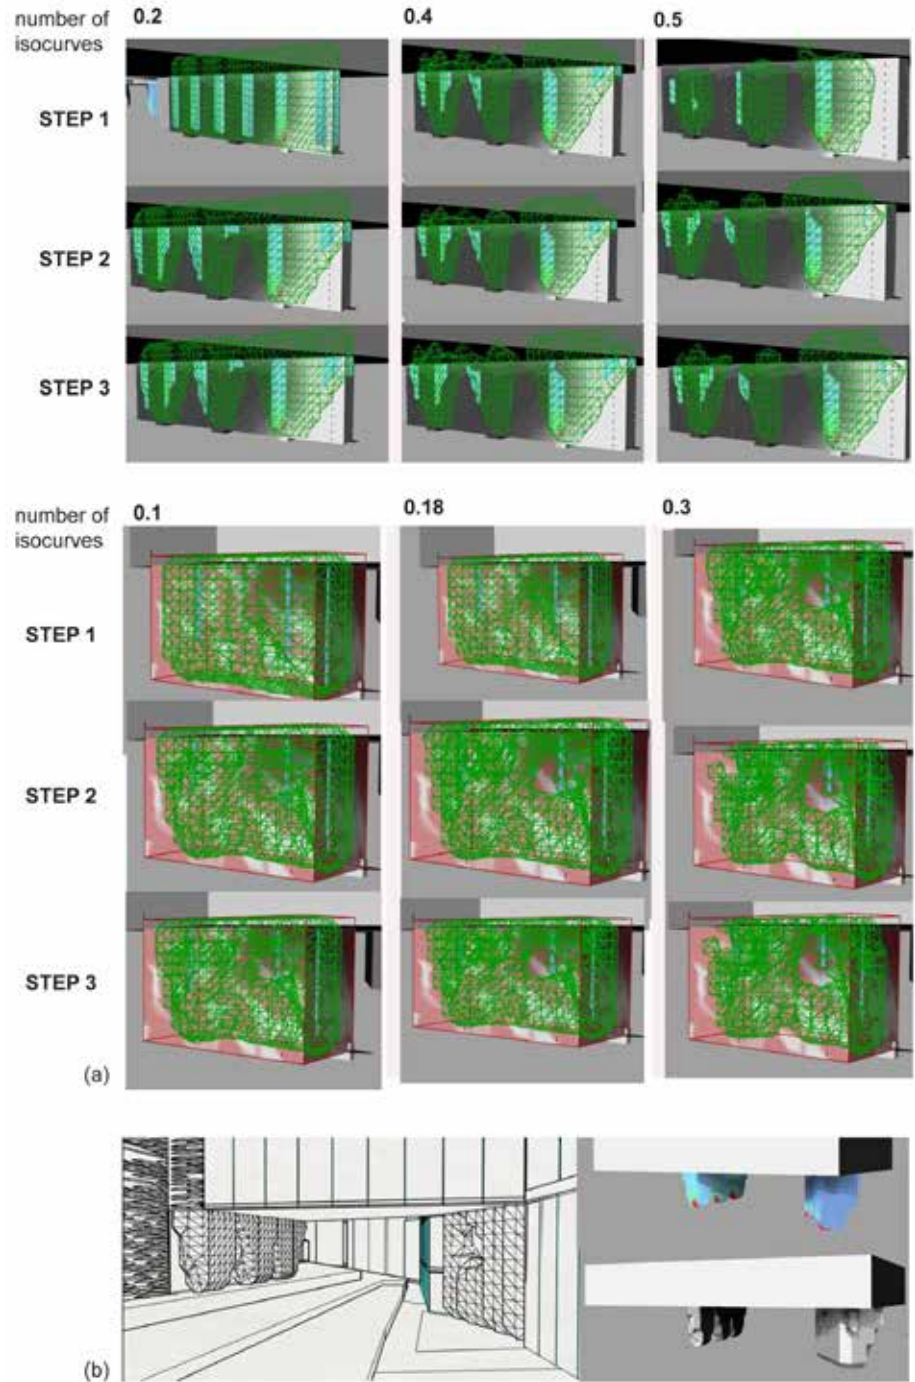 number of isocurves
0.2 0.4 0.5
STEP 1
STEP 2
STEP 3
number of isocurves
0.1 0.18 0.3
STEP 1
STEP 2
STEP 3
(a)
(b)